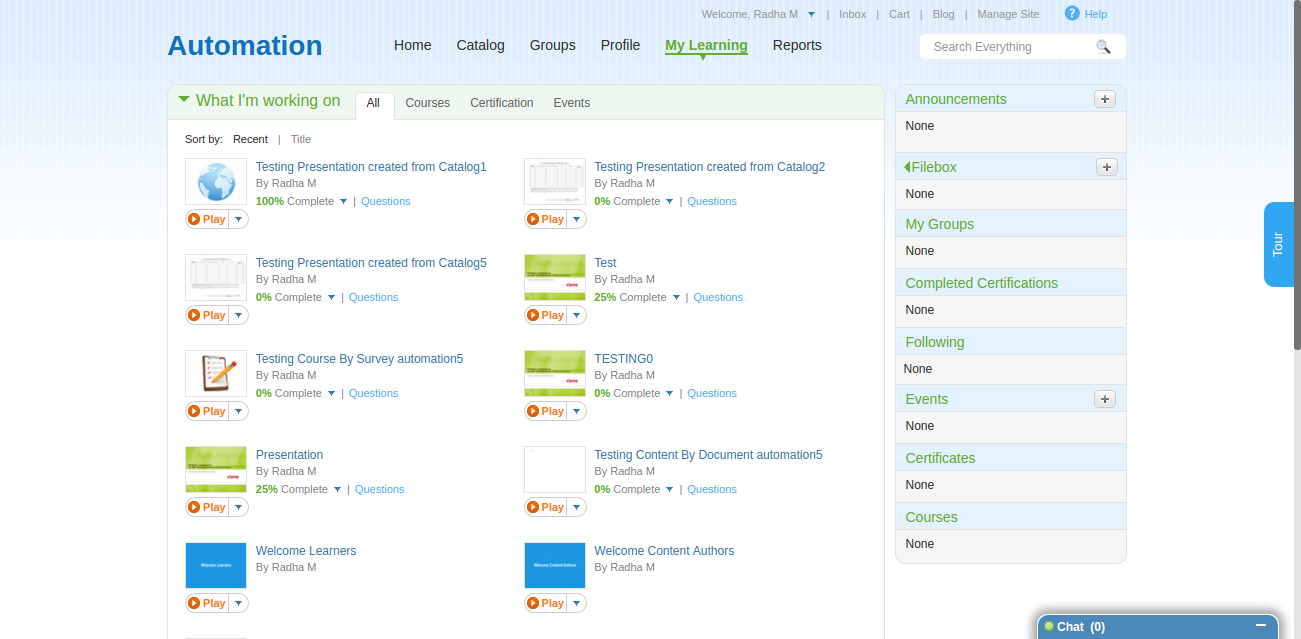 Welcome, Radha M | Inbox | Cart | Blog | Manage Site ? Help
Automation
Home Catalog Groups Profile My Learning Reports
Search Everything
What I'm working on All Courses Certification Events
Sort by: Recent | Title
Testing Presentation created from Catalog1
By Radha M
100% Complete | Questions
Play
Testing Presentation created from Catalog2
By Radha M
0% Complete | Questions
Play
Testing Presentation created from Catalog5
By Radha M
0% Complete | Questions
Play
Test
By Radha M
25% Complete | Questions
Play
Testing Course By Survey automation5
By Radha M
0% Complete | Questions
Play
TESTING0
By Radha M
0% Complete | Questions
Play
Presentation
By Radha M
25% Complete | Questions
Play
Testing Content By Document automation5
By Radha M
0% Complete | Questions
Play
Welcome Learners
Welcome Learners
By Radha M
Play
Welcome Content Authors
Welcome Content Authors
By Radha M
Play
Announcements +
None
Filebox +
None
My Groups
None
Completed Certifications
None
Following
None
Events +
None
Certificates
None
Courses
None
Tour
Chat (0)